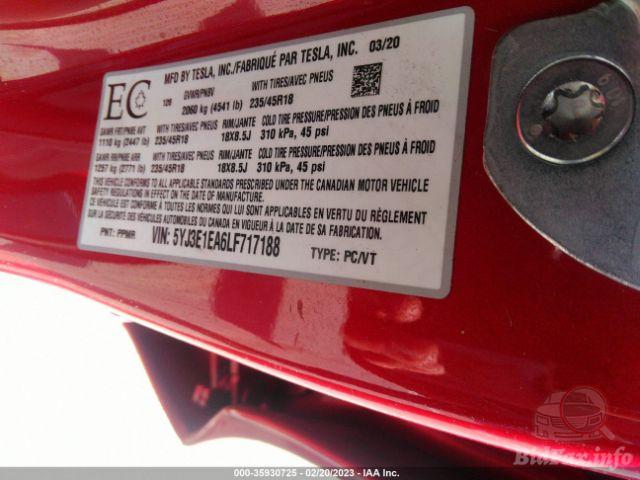 MFD BY TESLA, INC./FABRIQUÉ PAR TESLA, INC. 03/20
EC
126
GVWR/PNBV
2060 kg (4541 lb)
WITH TIRES/AVEC PNEUS
235/45R18
GAWR FRT/PNBE AVT
1110 kg (2447 lb)
WITH TIRES/AVEC PNEUS
235/45R18
RIM/JANTE
18X8.5J
COLD TIRE PRESSURE/PRESSION DES PNEUS À FROID
310 kPa, 45 psi
GAWR RR/PNBE ARR
1257 kg (2771 lb)
WITH TIRES/AVEC PNEUS
235/45R18
RIM/JANTE
18X8.5J
COLD TIRE PRESSURE/PRESSION DES PNEUS À FROID
310 kPa, 45 psi
THIS VEHICLE CONFORMS TO ALL APPLICABLE STANDARDS PRESCRIBED UNDER THE CANADIAN MOTOR VEHICLE
SAFETY REGULATIONS IN EFFECT ON THE DATE OF MANUFACTURE.
CE VÉHICULE EST CONFORME À TOUTES LES NORMES QUI LUI SONT APPLICABLES EN VERTU DU RÈGLEMENT
SUR LA SÉCURITÉ DES VÉHICULES AUTOMOBILES DU CANADA EN VIGUEUR À LA DATE DE SA FABRICATION.
PNT: PPMR
VIN: 5YJ3E1EA6LF717188
TYPE: PC/VT
000-35930725 - 02/20/2023 - IAA Inc.
BidFax.info